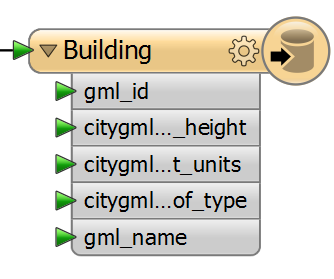 Building
gml_id
citygml..._height
citygml...t_units
citygml...of_type
gml_name